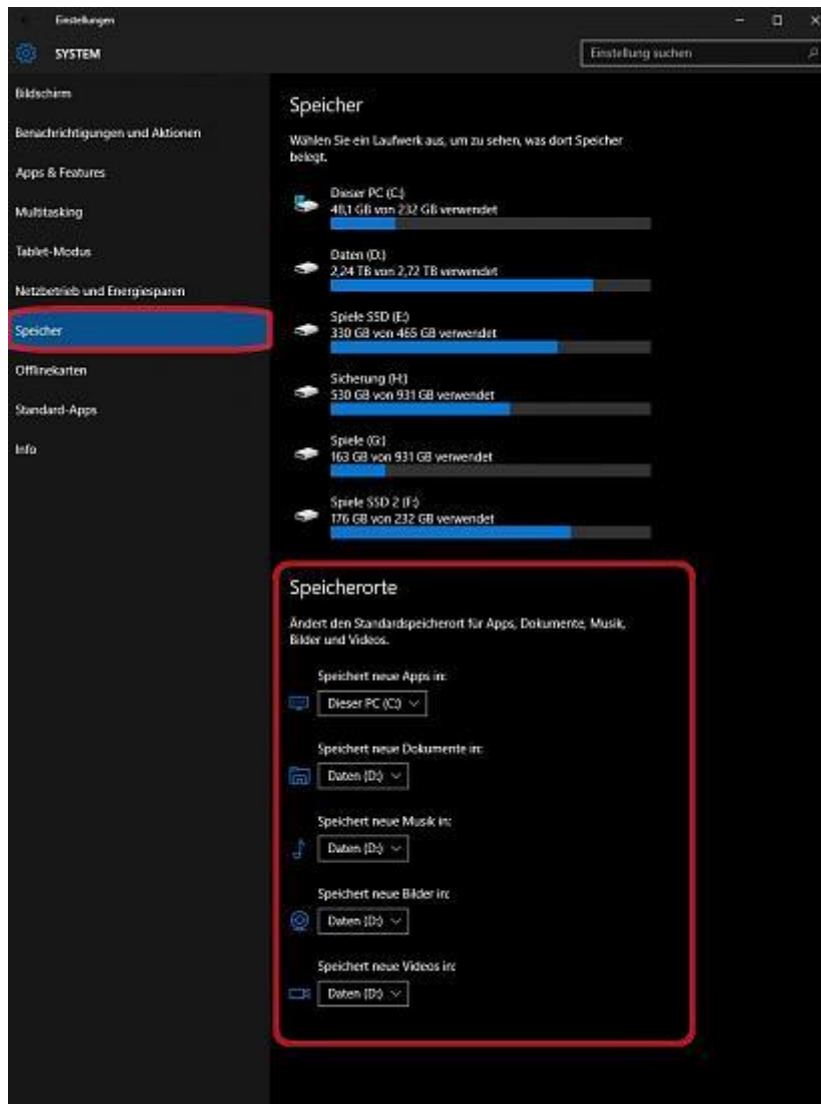 Einstellungen
SYSTEM
Einstellung suchen
Bildschirm
Benachrichtigungen und Aktionen
Apps & Features
Multitasking
Tablet-Modus
Netzbetrieb und Energiesparen
Speicher
Offlinekarten
Standard-Apps
Info
Speicher
Wählen Sie ein Laufwerk aus, um zu sehen, was dort Speicher
belegt.
Dieser PC (C:)
48,1 GB von 232 GB verwendet
Daten (D:)
2,24 TB von 2,72 TB verwendet
Spiele SSD (E:)
330 GB von 465 GB verwendet
Sicherung (H:)
530 GB von 931 GB verwendet
Spiele (G:)
163 GB von 931 GB verwendet
Spiele SSD 2 (F:)
176 GB von 232 GB verwendet
Speicherorte
Ändert den Standardspeicherort für Apps, Dokumente, Musik,
Bilder und Videos.
Speichert neue Apps in:
Dieser PC (C:)
Speichert neue Dokumente in:
Daten (D:)
Speichert neue Musik in:
Daten (D:)
Speichert neue Bilder in:
Daten (D:)
Speichert neue Videos in:
Daten (D:)